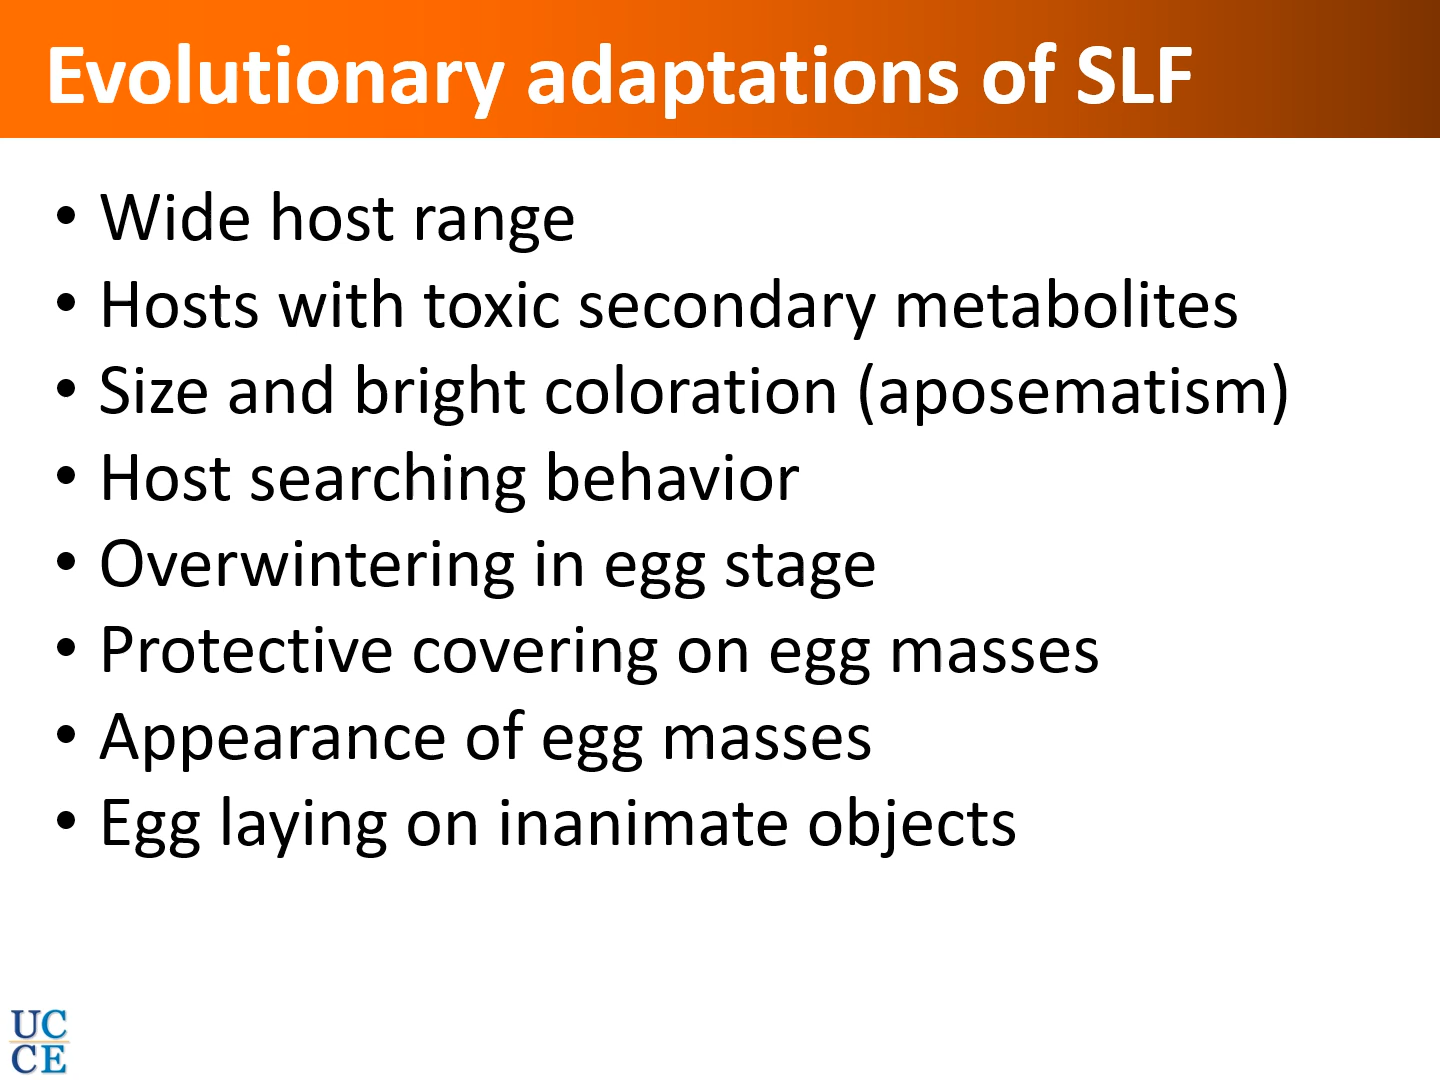 Evolutionary adaptations of SLF
• Wide host range
• Hosts with toxic secondary metabolites
• Size and bright coloration (aposematism)
• Host searching behavior
• Overwintering in egg stage
• Protective covering on egg masses
• Appearance of egg masses
• Egg laying on inanimate objects
UC
CE